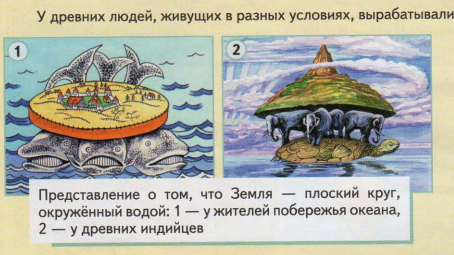 У древних людей, живущих в разных условиях, вырабатывали
1
2
Представление о том, что Земля — плоский круг,
окружённый водой: 1 — у жителей побережья океана,
2 — у древних индийцев